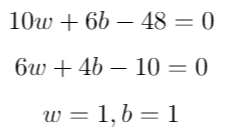 10w + 6b − 48 = 0
6w + 4b − 10 = 0
w = 1, b = 1